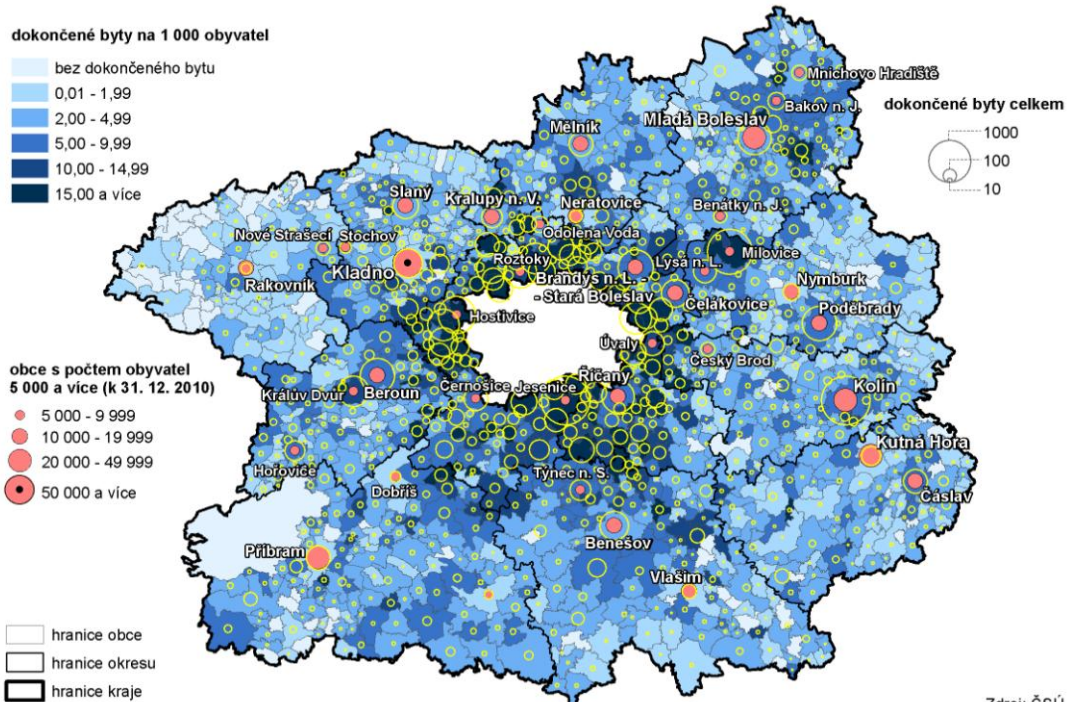 dokončené byty na 1 000 obyvatel
bez dokončeného bytu
0,01 - 1,99
2,00 - 4,99
5,00 - 9,99
10,00 - 14,99
15,00 a více
dokončené byty celkem
1000
100
10
Mnichovo Hradiště
Bakov n. J.
Mladá Boleslav
Mělník
Slaný
Kralupy n. V.
Neratovice
Benátky n. J.
Nové Strašecí
Stochov
Odolena Voda
Milovice
Roztoky
Lysá n. L.
Kladno
Rakovník
Brandýs n. L. -
- Stará Boleslav
Nymburk
Čelákovice
Poděbrady
Hostivice
Úvaly
Český Brod
Říčany
Černošice
Jesenice
Králův Dvůr
Beroun
Kolín
Kutná Hora
Hořovice
Dobříš
Týnec n. S.
Čáslav
Benešov
Příbram
Vlašim
obce s počtem obyvatel
5 000 a více (k 31. 12. 2010)
5 000 - 9 999
10 000 - 19 999
20 000 - 49 999
50 000 a více
hranice obce
hranice okresu
hranice kraje